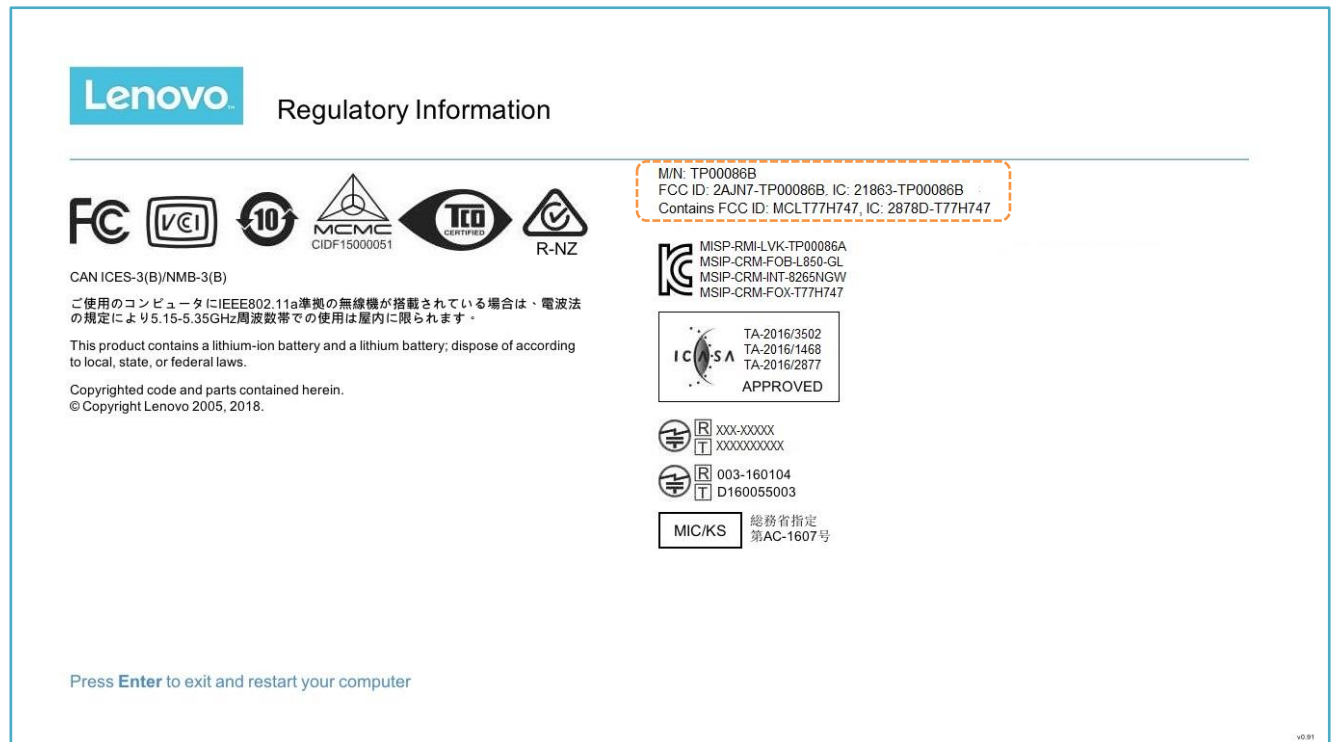 Lenovo
Regulatory Information
FC
VCI
10
MCMC
CIDF15000051
TCO
CERTIFIED
R-NZ
CAN ICES-3(B)/NMB-3(B)
ご使用のコンピュータにIEEE802.11a準拠の無線機が搭載されている場合は、電波法
の規定により5.15-5.35GHz周波数帯での使用は屋内に限られます。
This product contains a lithium-ion battery and a lithium battery; dispose of according
to local, state, or federal laws.
Copyrighted code and parts contained herein.
© Copyright Lenovo 2005, 2018.
M/N: TP00086B
FCC ID: 2AJN7-TP00086B. IC: 21863-TP00086B
Contains FCC ID: MCLT77H747, IC: 2878D-T77H747
MISP-RMI-LVK-TP00086A
MSIP-CRM-FOB-L850-GL
MSIP-CRM-INT-8265NGW
MSIP-CRM-FOX-T77H747
ICASA
TA-2016/3502
TA-2016/1468
TA-2016/2877
APPROVED
R XXX-XXXXX
T XXXXXXXXXX
R 003-160104
T D160055003
MIC/KS
総務省指定
第AC-1607号
Press Enter to exit and restart your computer
v0.91